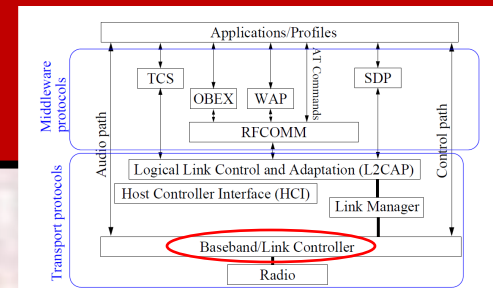 Applications/Profiles
Middleware
protocols
TCS
OBEX
WAP
AT Commands
SDP
RFCOMM
Audio path
Control path
Transport protocols
Logical Link Control and Adaptation (L2CAP)
Host Controller Interface (HCI)
Link Manager
Baseband/Link Controller
Radio